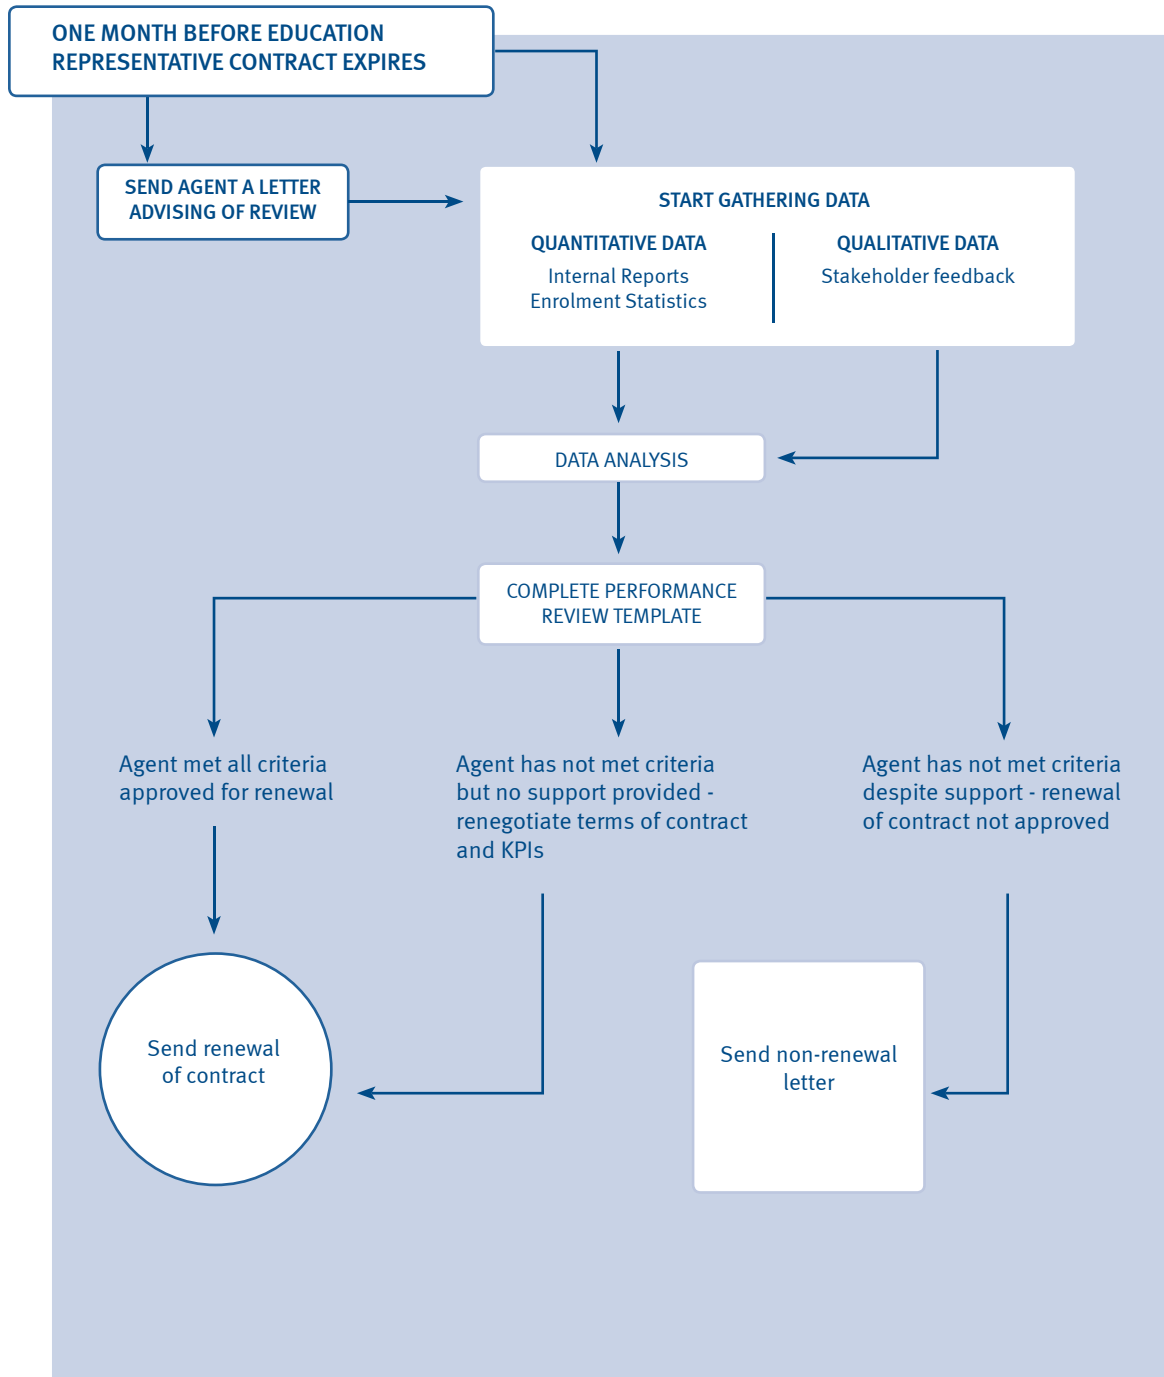 ONE MONTH BEFORE EDUCATION
REPRESENTATIVE CONTRACT EXPIRES
SEND AGENT A LETTER
ADVISING OF REVIEW
START GATHERING DATA
QUANTITATIVE DATA
Internal Reports
Enrolment Statistics
QUALITATIVE DATA
Stakeholder feedback
DATA ANALYSIS
COMPLETE PERFORMANCE
REVIEW TEMPLATE
Agent met all criteria
approved for renewal
Agent has not met criteria
but no support provided -
renegotiate terms of contract
and KPIs
Agent has not met criteria
despite support - renewal
of contract not approved
Send renewal
of contract
Send non-renewal
letter